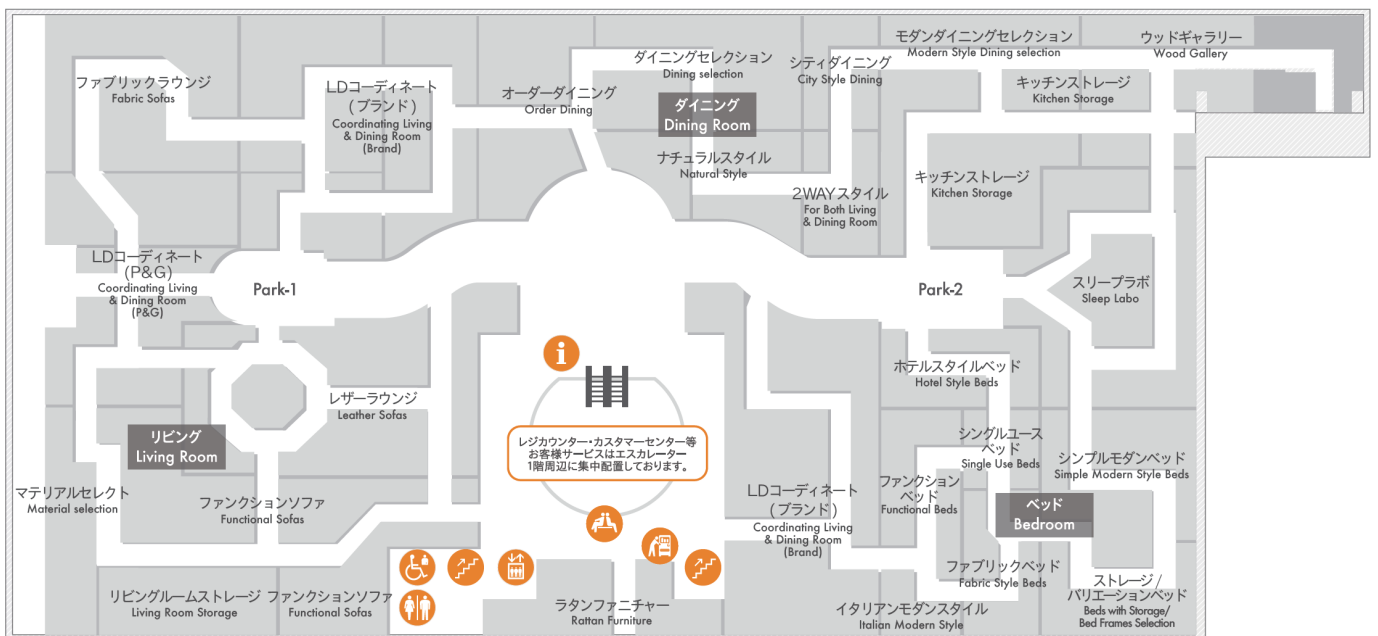 ファブリックラウンジ
Fabric Sofas
LDコーディネート
(ブランド)
Coordinating Living
& Dining Room
(Brand)
オーダーダイニング
Order Dining
ダイニングセレクション
Dining selection
ダイニング
Dining Room
ナチュラルスタイル
Natural Style
シティダイニング
City Style Dining
モダンダイニングセレクション
Modern Style Dining selection
ウッドギャラリー
Wood Gallery
キッチンストレージ
Kitchen Storage
キッチンストレージ
Kitchen Storage
2WAYスタイル
For Both Living
& Dining Room
LDコーディネート
(P&G)
Coordinating Living
& Dining Room
(P&G)
Park-1
Park-2
スリープラボ
Sleep Labo
i
ホテルスタイルベッド
Hotel Style Beds
レザーラウンジ
Leather Sofas
リビング
Living Room
レジカウンター・カスタマーセンター等
お客様サービスはエスカレーター
1階周辺に集中配置しております。
シングルユース
ベッド
Single Use Beds
シンプルモダンベッド
Simple Modern Style Beds
マテリアルセレクト
Material selection
ファンクションソファ
Functional Sofas
LDコーディネート
(ブランド)
Coordinating Living
& Dining Room
(Brand)
ファンクション
ベッド
Functional Beds
ベッド
Bedroom
ファブリックベッド
Fabric Style Beds
ストレージ/
バリエーションベッド
Beds with Storage/
Bed Frames Selection
リビングルームストレージ
Living Room Storage
ファンクションソファ
Functional Sofas
ラタンファニチャー
Rattan Furniture
イタリアンモダンスタイル
Italian Modern Style